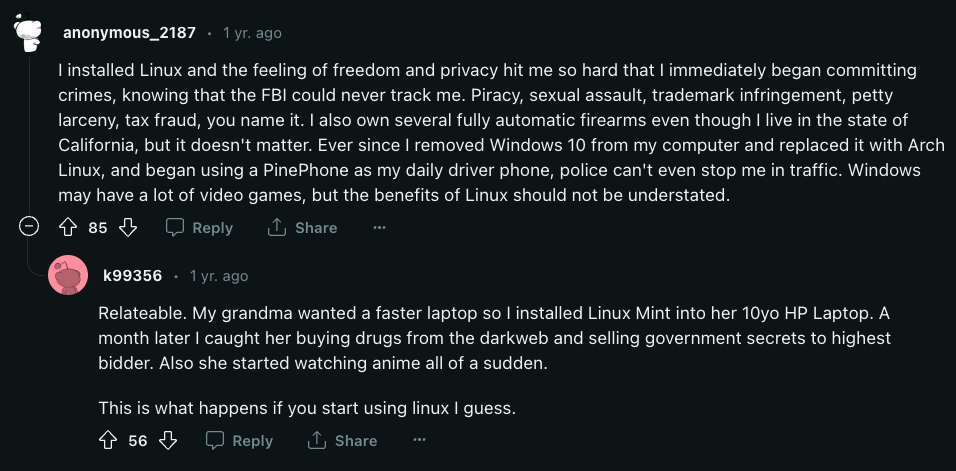 anonymous_2187 · 1 yr. ago
I installed Linux and the feeling of freedom and privacy hit me so hard that I immediately began committing
crimes, knowing that the FBI could never track me. Piracy, sexual assault, trademark infringement, petty
larceny, tax fraud, you name it. I also own several fully automatic firearms even though I live in the state of
California, but it doesn't matter. Ever since I removed Windows 10 from my computer and replaced it with Arch
Linux, and began using a PinePhone as my daily driver phone, police can't even stop me in traffic. Windows
may have a lot of video games, but the benefits of Linux should not be understated.
85 Reply Share ...
k99356 · 1 yr. ago
Relateable. My grandma wanted a faster laptop so I installed Linux Mint into her 10yo HP Laptop. A
month later I caught her buying drugs from the darkweb and selling government secrets to highest
bidder. Also she started watching anime all of a sudden.
This is what happens if you start using linux I guess.
56 Reply Share ...